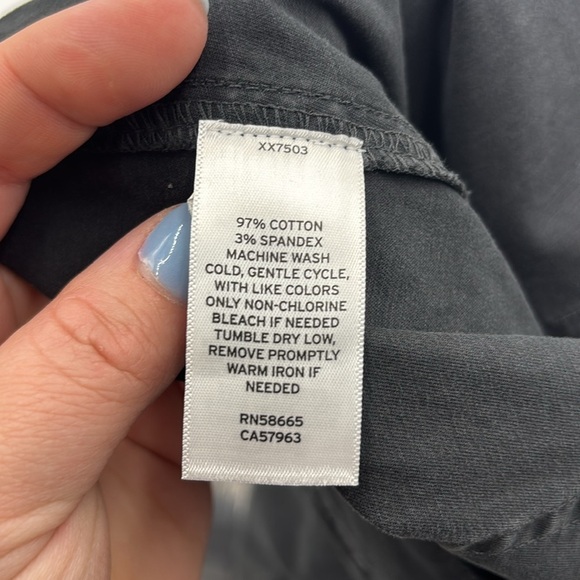 XX7503
97% COTTON
3% SPANDEX
MACHINE WASH
COLD, GENTLE CYCLE,
WITH LIKE COLORS
ONLY NON-CHLORINE
BLEACH IF NEEDED
TUMBLE DRY LOW,
REMOVE PROMPTLY
WARM IRON IF
NEEDED
RN58665
CA57963